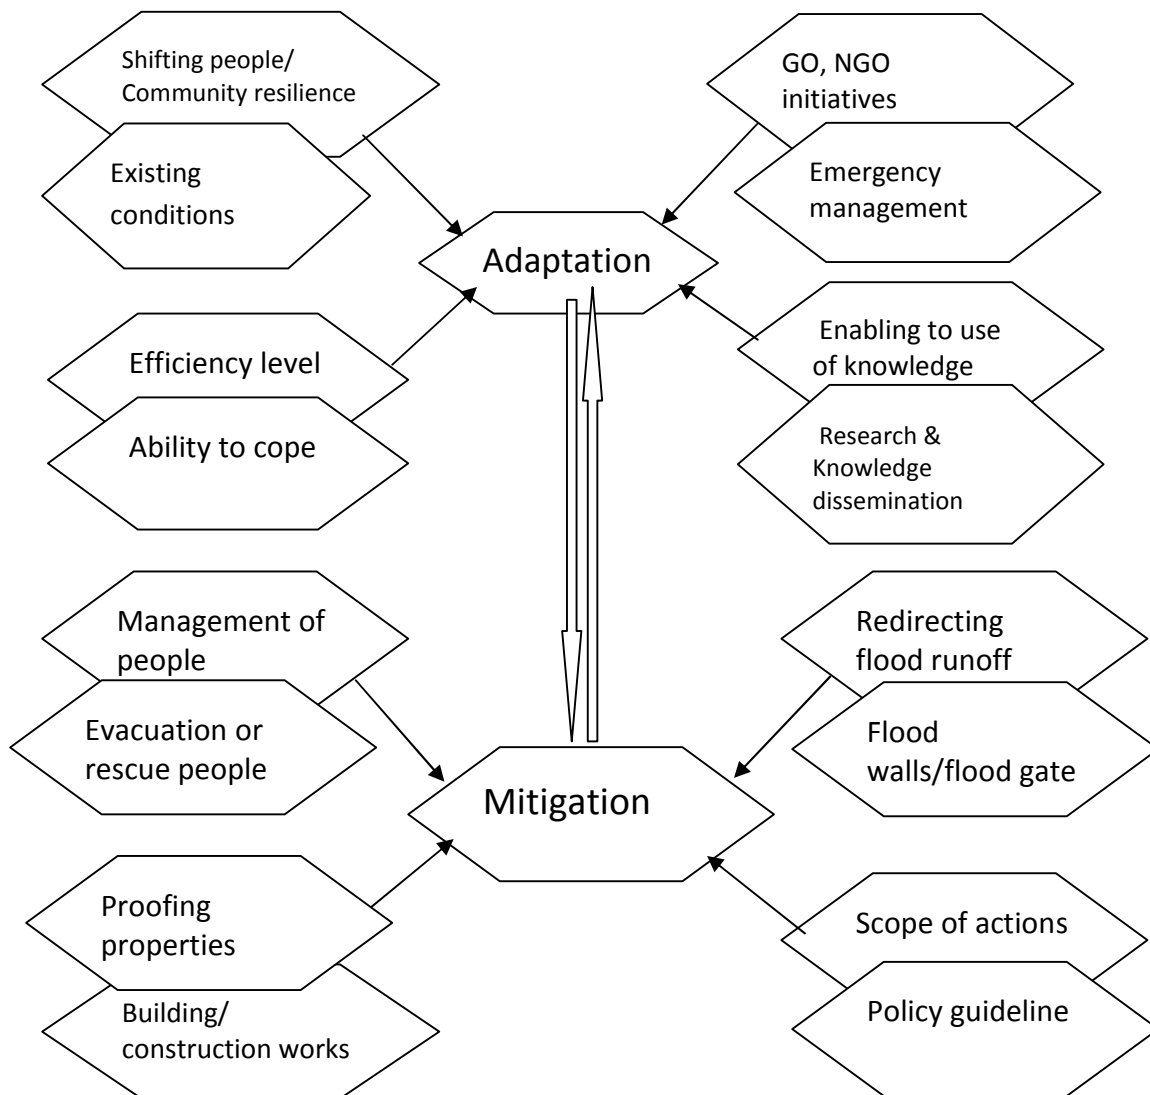 Shifting people/
Community resilience
Existing
conditions
GO, NGO
initiatives
Emergency
management
Adaptation
Efficiency level
Ability to cope
Enabling to use
of knowledge
Research &
Knowledge
dissemination
Management of
people
Evacuation or
rescue people
Redirecting
flood runoff
Flood
walls/flood gate
Mitigation
Proofing
properties
Building/
construction works
Scope of actions
Policy guideline